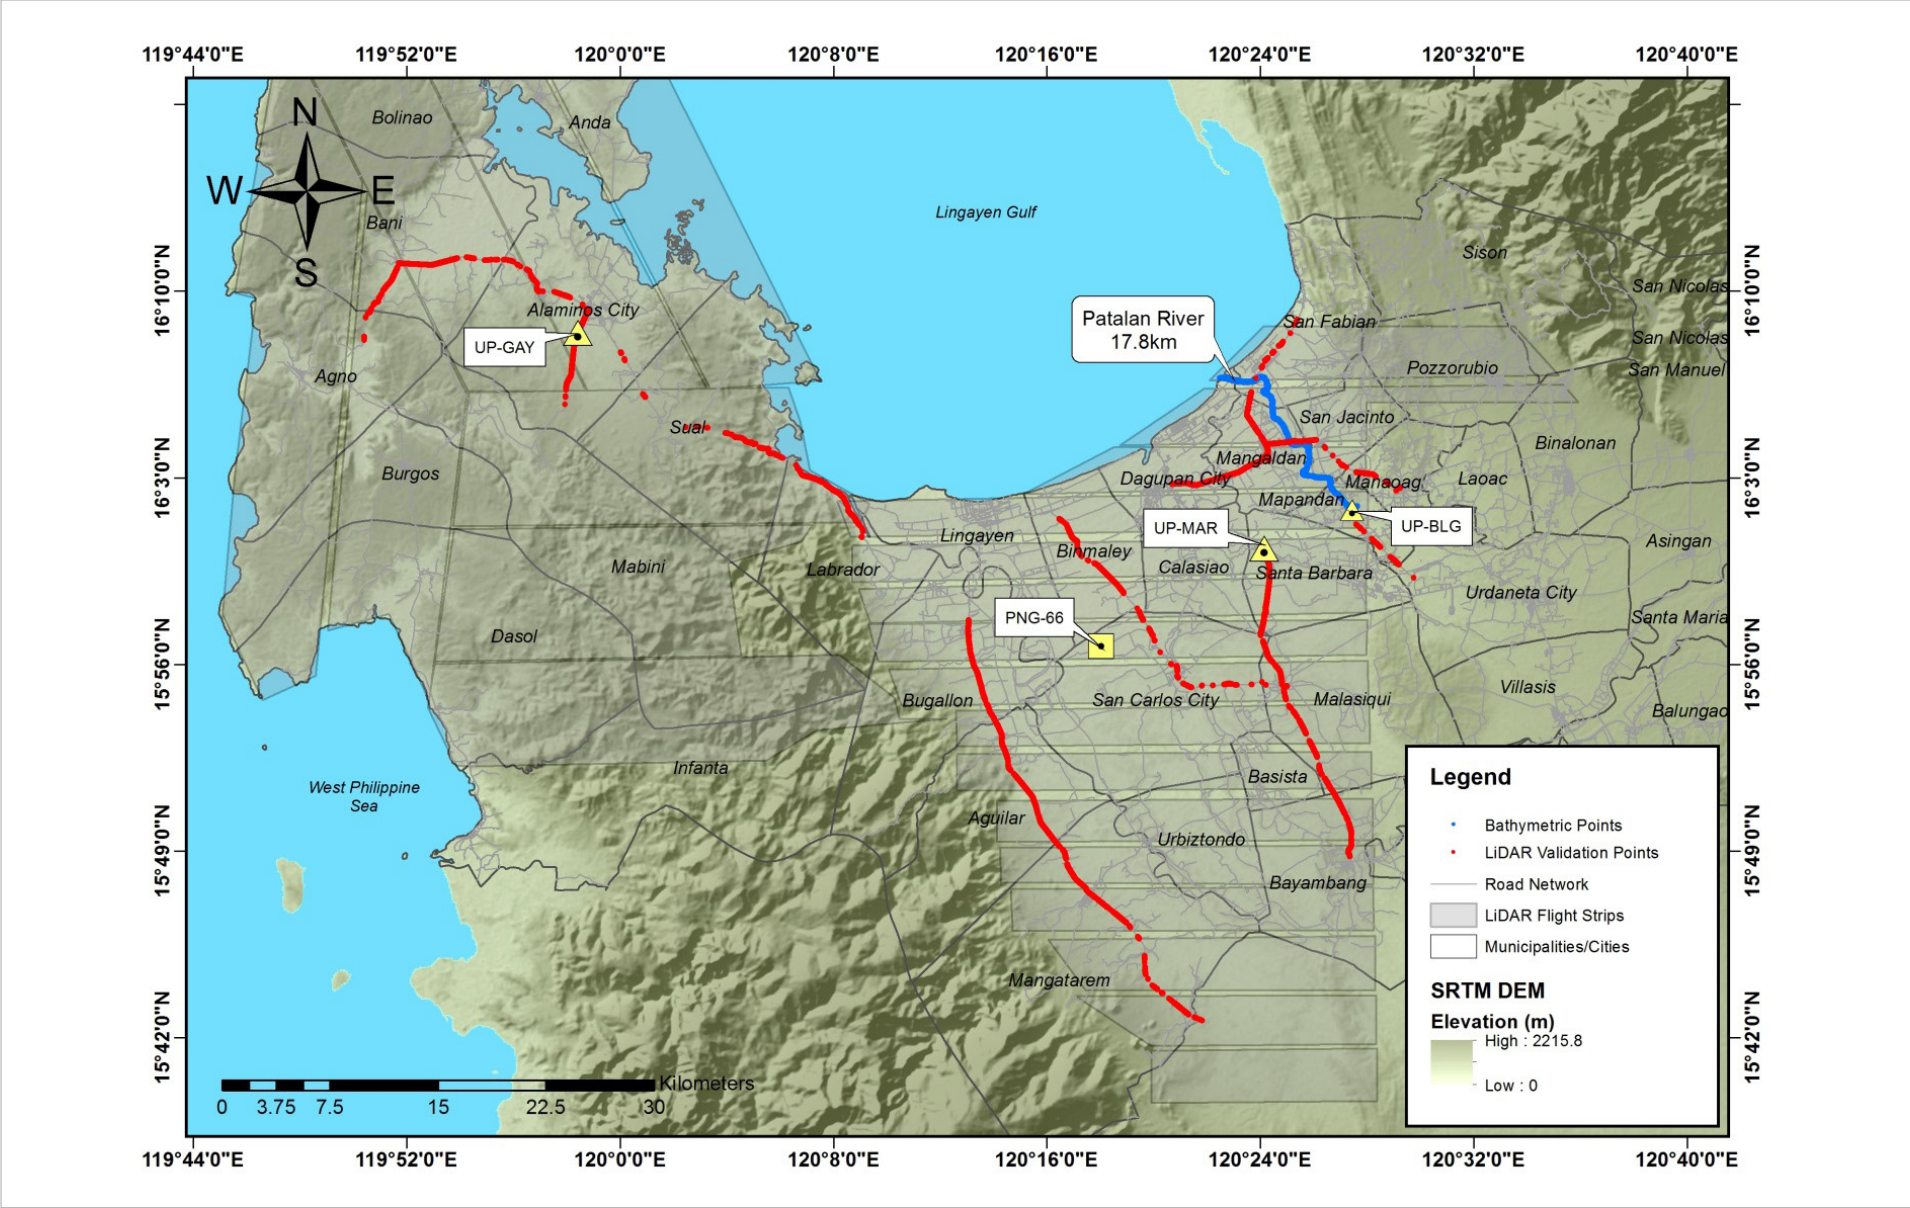 119°44'0"E
119°52'0"E
120°0'0"E
120°8'0"E
120°16'0"E
120°24'0"E
120°32'0"E
120°40'0"E
N
W
E
S
Bolinao
Anda
Bani
Lingayen Gulf
Sison
San Nicolas
16°10'0"N
16°10'0"N
Alaminos City
UP-GAY
Patalan River
17.8km
San Fabian
San Nicolas
San Manuel
Agno
Pozzorubio
San Jacinto
Sual
Binalonan
Mangaldan
Burgos
Dagupan City
Manaoag
Laoac
16°3'0"N
16°3'0"N
Mapandan
UP-MAR
UP-BLG
Lingayen
Binmaley
Asingan
Mabini
Labrador
Calasiao
Santa Barbara
Urdaneta City
PNG-66
Santa Maria
Dasol
15°56'0"N
15°56'0"N
Bugallon
San Carlos City
Malasiqui
Villasis
Balungao
Infanta
Basista
West Philippine
Sea
Aguilar
Urbiztondo
15°49'0"N
15°49'0"N
Bayambang
Mangatarem
15°42'0"N
15°42'0"N
Legend
Bathymetric Points
LiDAR Validation Points
Road Network
LiDAR Flight Strips
Municipalities/Cities
SRTM DEM
Elevation (m)
High : 2215.8
Low : 0
Kilometers
0 3.75 7.5 15 22.5 30
119°44'0"E
119°52'0"E
120°0'0"E
120°8'0"E
120°16'0"E
120°24'0"E
120°32'0"E
120°40'0"E